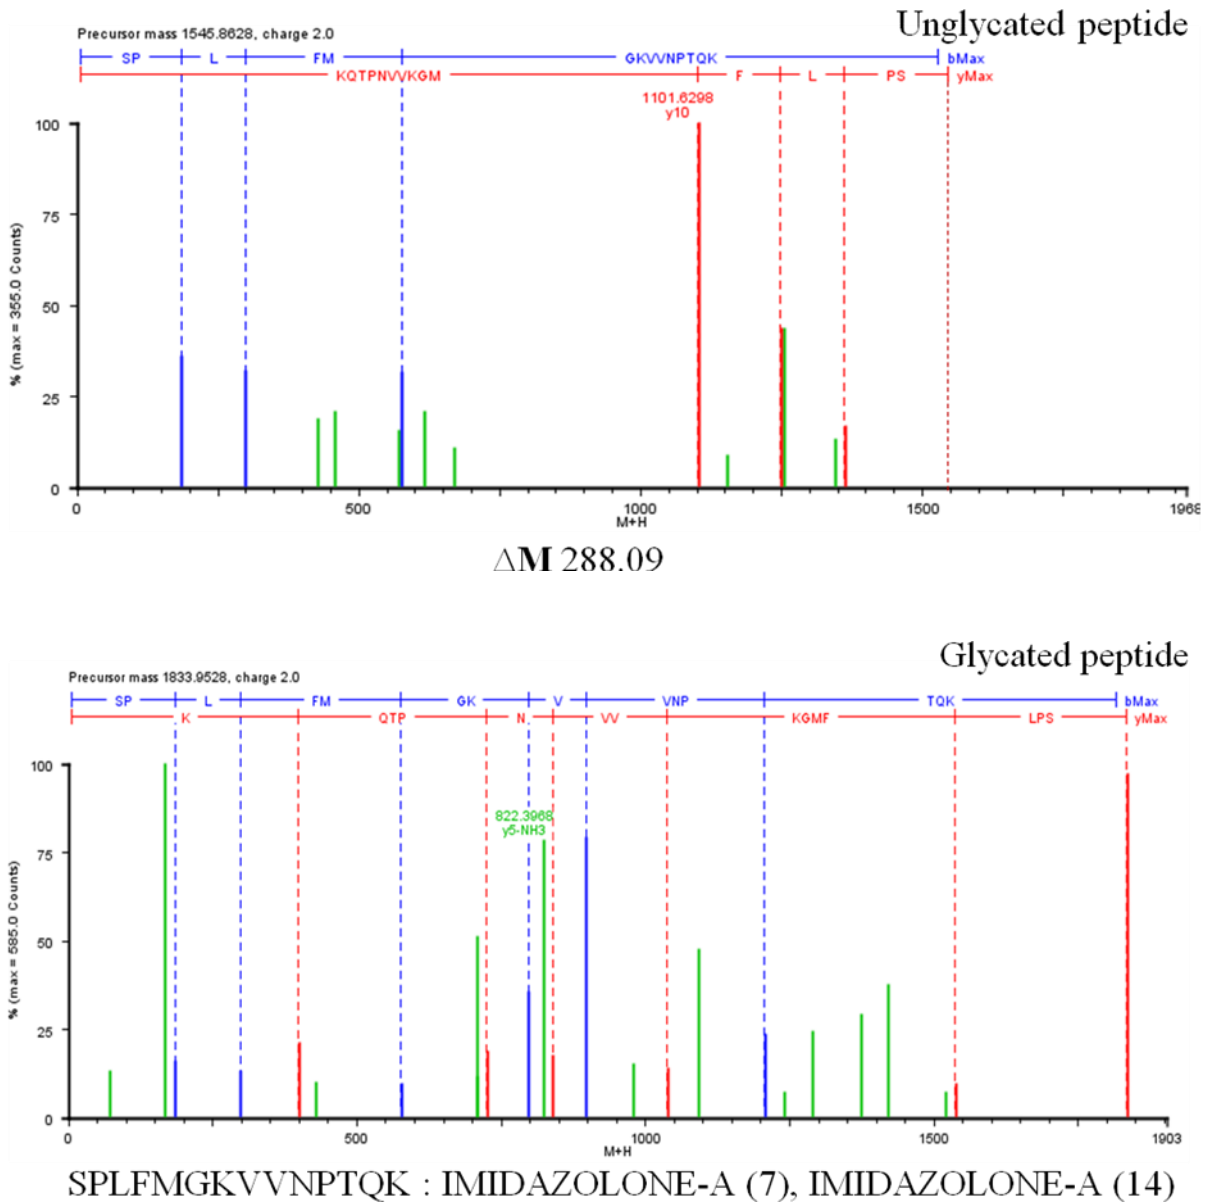 Unglycated peptide
Precursor mass 1545.8628, charge 2.0
SP L FM GKVVNPTQK bMax
KQTPNVVKGM F L PS yMax
1101.6298
y10
100
75
50
25
0
% (max = 355.0 Counts)
0 500 1000 1500 1968
M+H
ΔM 288.09
Glycated peptide
Precursor mass 1833.9528, charge 2.0
SP L FM GK V VNP TQK bMax
K QTP N VV KGMF LPS yMax
822.3968
y5-NH3
100
75
50
25
0
% (max = 585.0 Counts)
0 500 1000 1500 1903
M+H
SPLFMGKVVNPTQK : IMIDAZOLONE-A (7), IMIDAZOLONE-A (14)